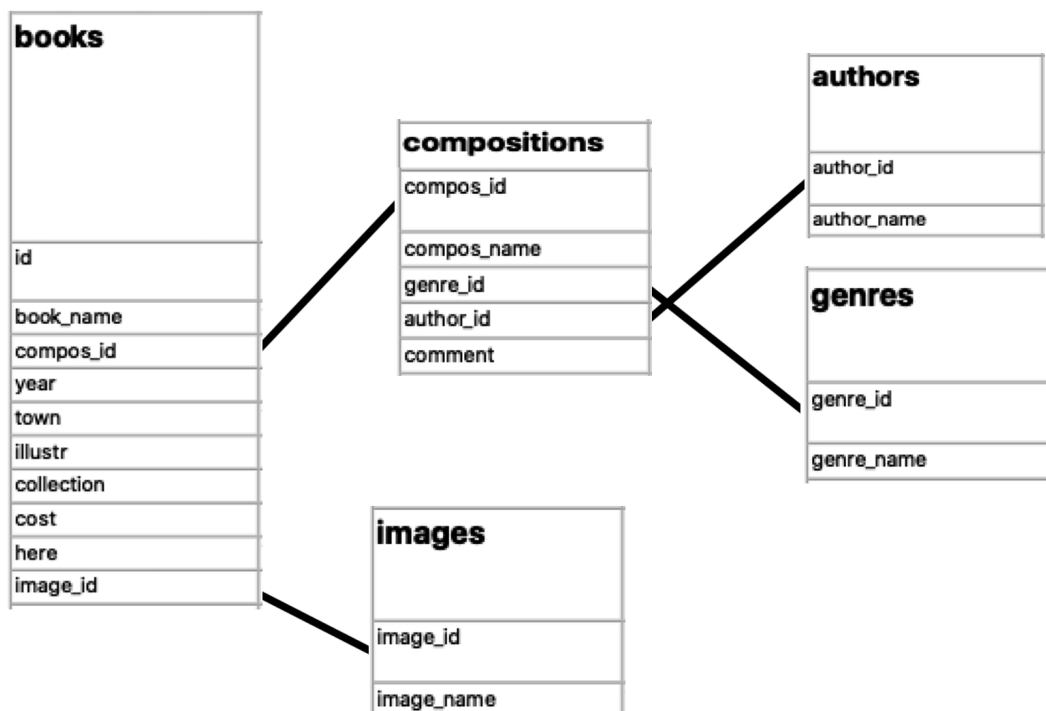 books
id
book_name
compos_id
year
town
illustr
collection
cost
here
image_id
compositions
compos_id
compos_name
genre_id
author_id
comment
authors
author_id
author_name
genres
genre_id
genre_name
images
image_id
image_name